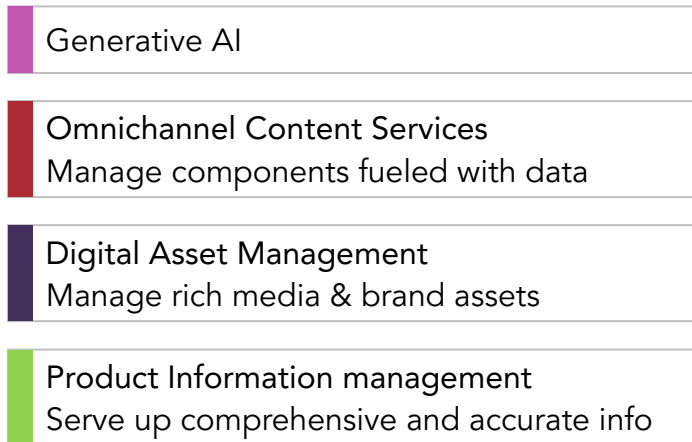 Generative AI
Omnichannel Content Services
Manage components fueled with data
Digital Asset Management
Manage rich media & brand assets
Product Information management
Serve up comprehensive and accurate info